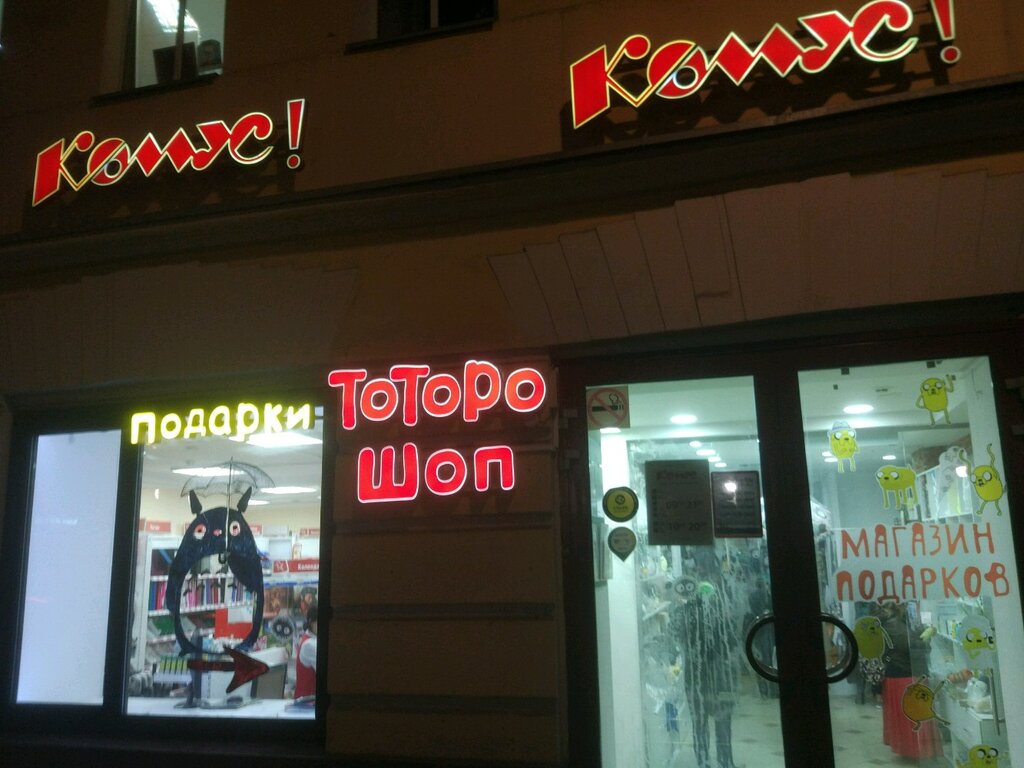 Комус!
Комус!
Подарки
ТОТОРО
ШОП
МАГАЗИН
ПОДАРКОВ